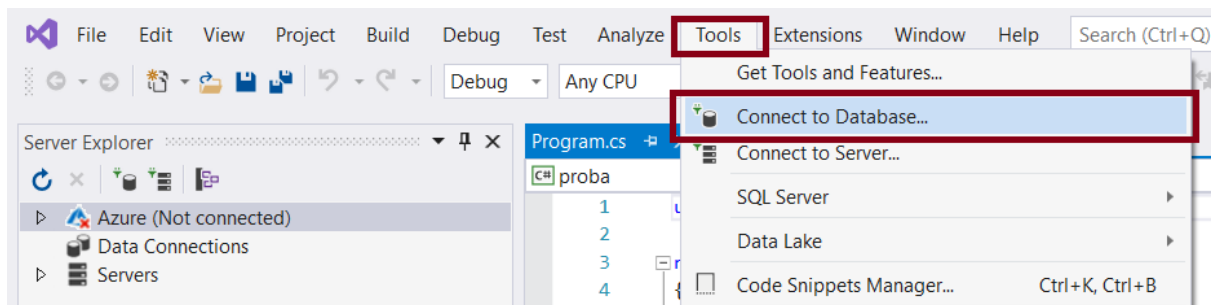 File Edit View Project Build Debug Test Analyze Tools Extensions Window Help Search (Ctrl+Q)
Debug Any CPU
Get Tools and Features...
Connect to Database...
Connect to Server...
SQL Server
Data Lake
Code Snippets Manager... Ctrl+K, Ctrl+B
Server Explorer
Azure (Not connected)
Data Connections
Servers
Program.cs
C# proba
1
2
3
4